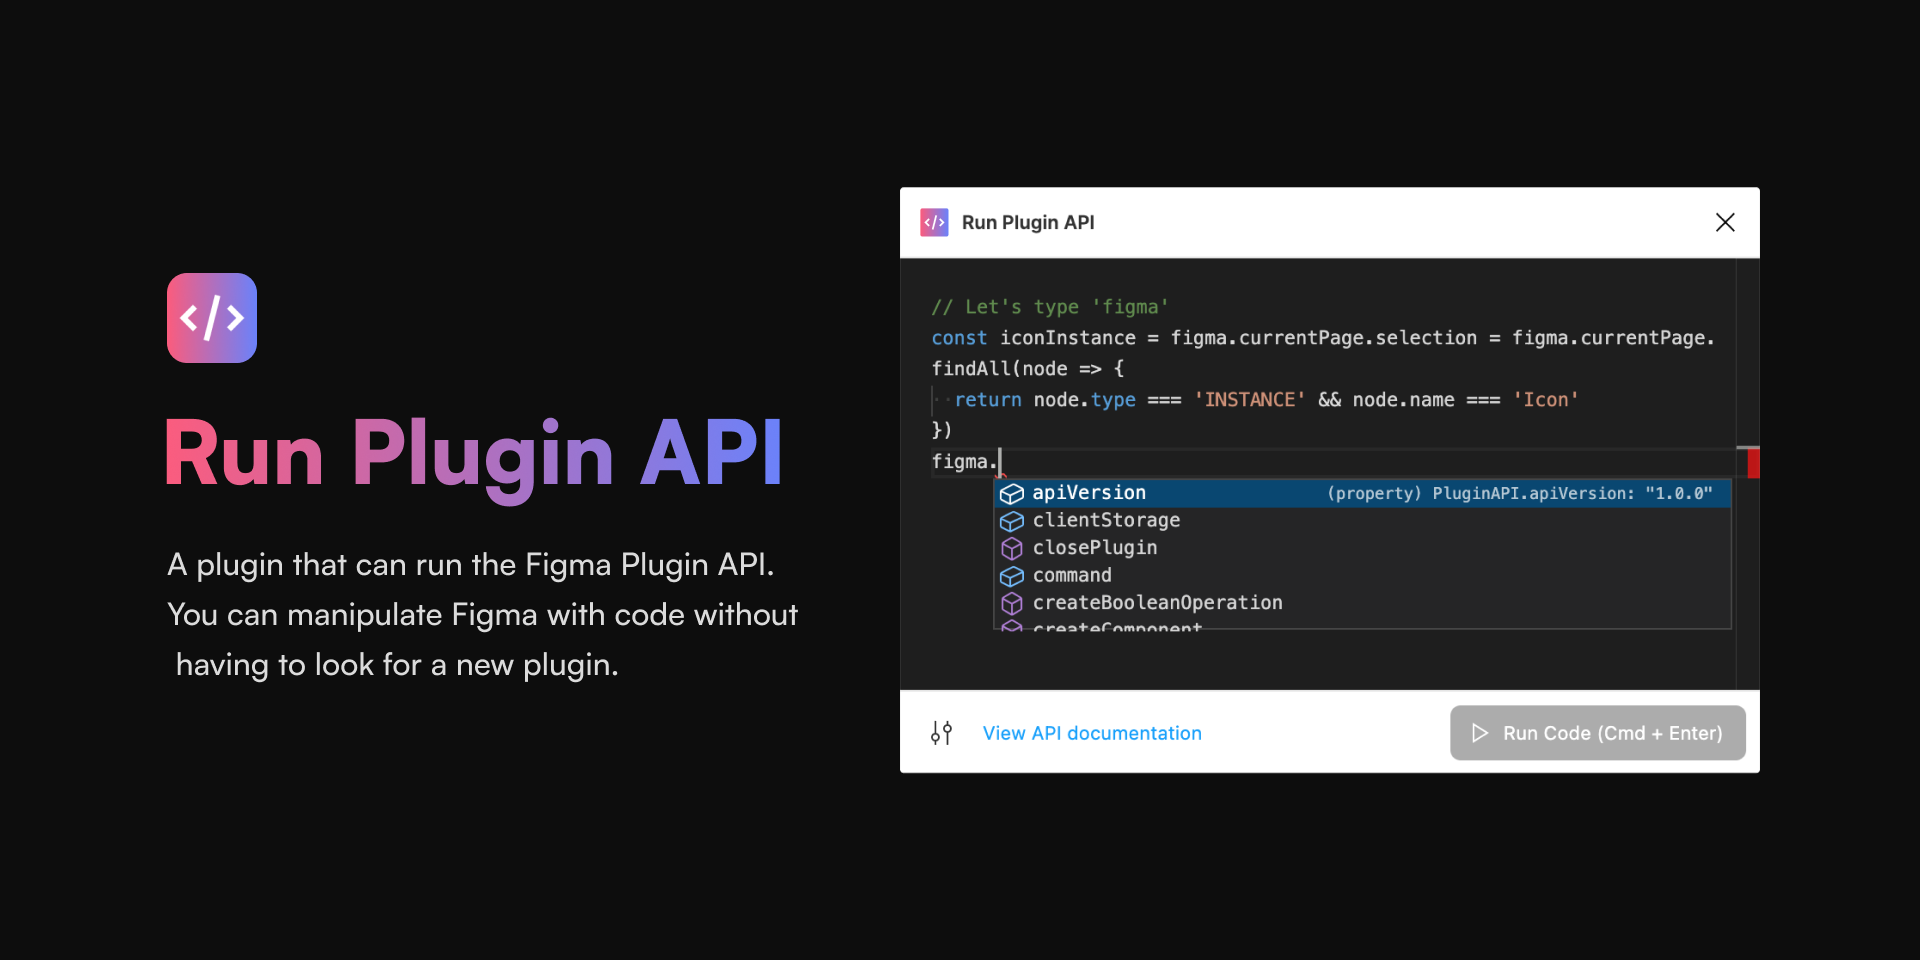 </>
Run Plugin API
A plugin that can run the Figma Plugin API.
You can manipulate Figma with code without
having to look for a new plugin.
</> Run Plugin API
// Let's type 'figma'
const iconInstance = figma.currentPage.selection = figma.currentPage.
findAll(node => {
return node.type === 'INSTANCE' && node.name === 'Icon'
})
figma.
apiVersion (property) PluginAPI.apiVersion: "1.0.0"
clientStorage
closePlugin
command
createBooleanOperation
createComponent
View API documentation
Run Code (Cmd + Enter)